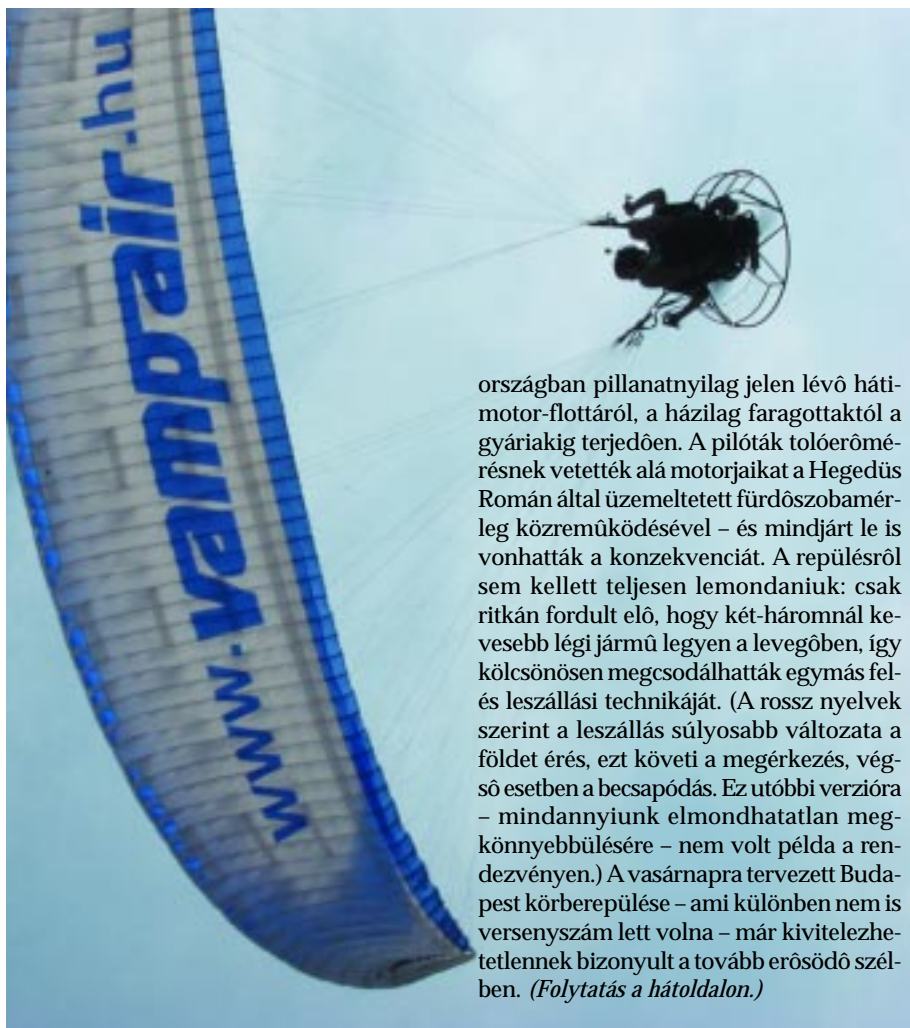 www.vampair.hu
országban pillanatnyilag jelen lévô háti-
motor-flottáról, a házilag faragottaktól a
gyáriakig terjedôen. A pilóták tolóerômé-
résnek vetették alá motorjaikat a Hegedüs
Román által üzemeltetett fürdôszobamér-
leg közremûködésével – és mindjárt le is
vonhatták a konzekvenciát. A repülésrôl
sem kellett teljesen lemondaniuk: csak
ritkán fordult elô, hogy két-háromnál ke-
vesebb légi jármû legyen a levegôben, így
kölcsönösen megcsodálhatták egymás fel-
és leszállási technikáját. (A rossz nyelvek
szerint a leszállás súlyosabb változata a
földet érés, ezt követi a megérkezés, vég-
sô esetben a becsapódás. Ez utóbbi verzióra
– mindannyiunk elmondhatatlan meg-
könnyebbülésére – nem volt példa a ren-
dezvényen.) A vasárnapra tervezett Buda-
pest körberepülése – ami különben nem is
versenyszám lett volna – már kivitelezhe-
tetlennek bizonyult a tovább erôsödô szél-
ben. (Folytatás a hátoldalon.)